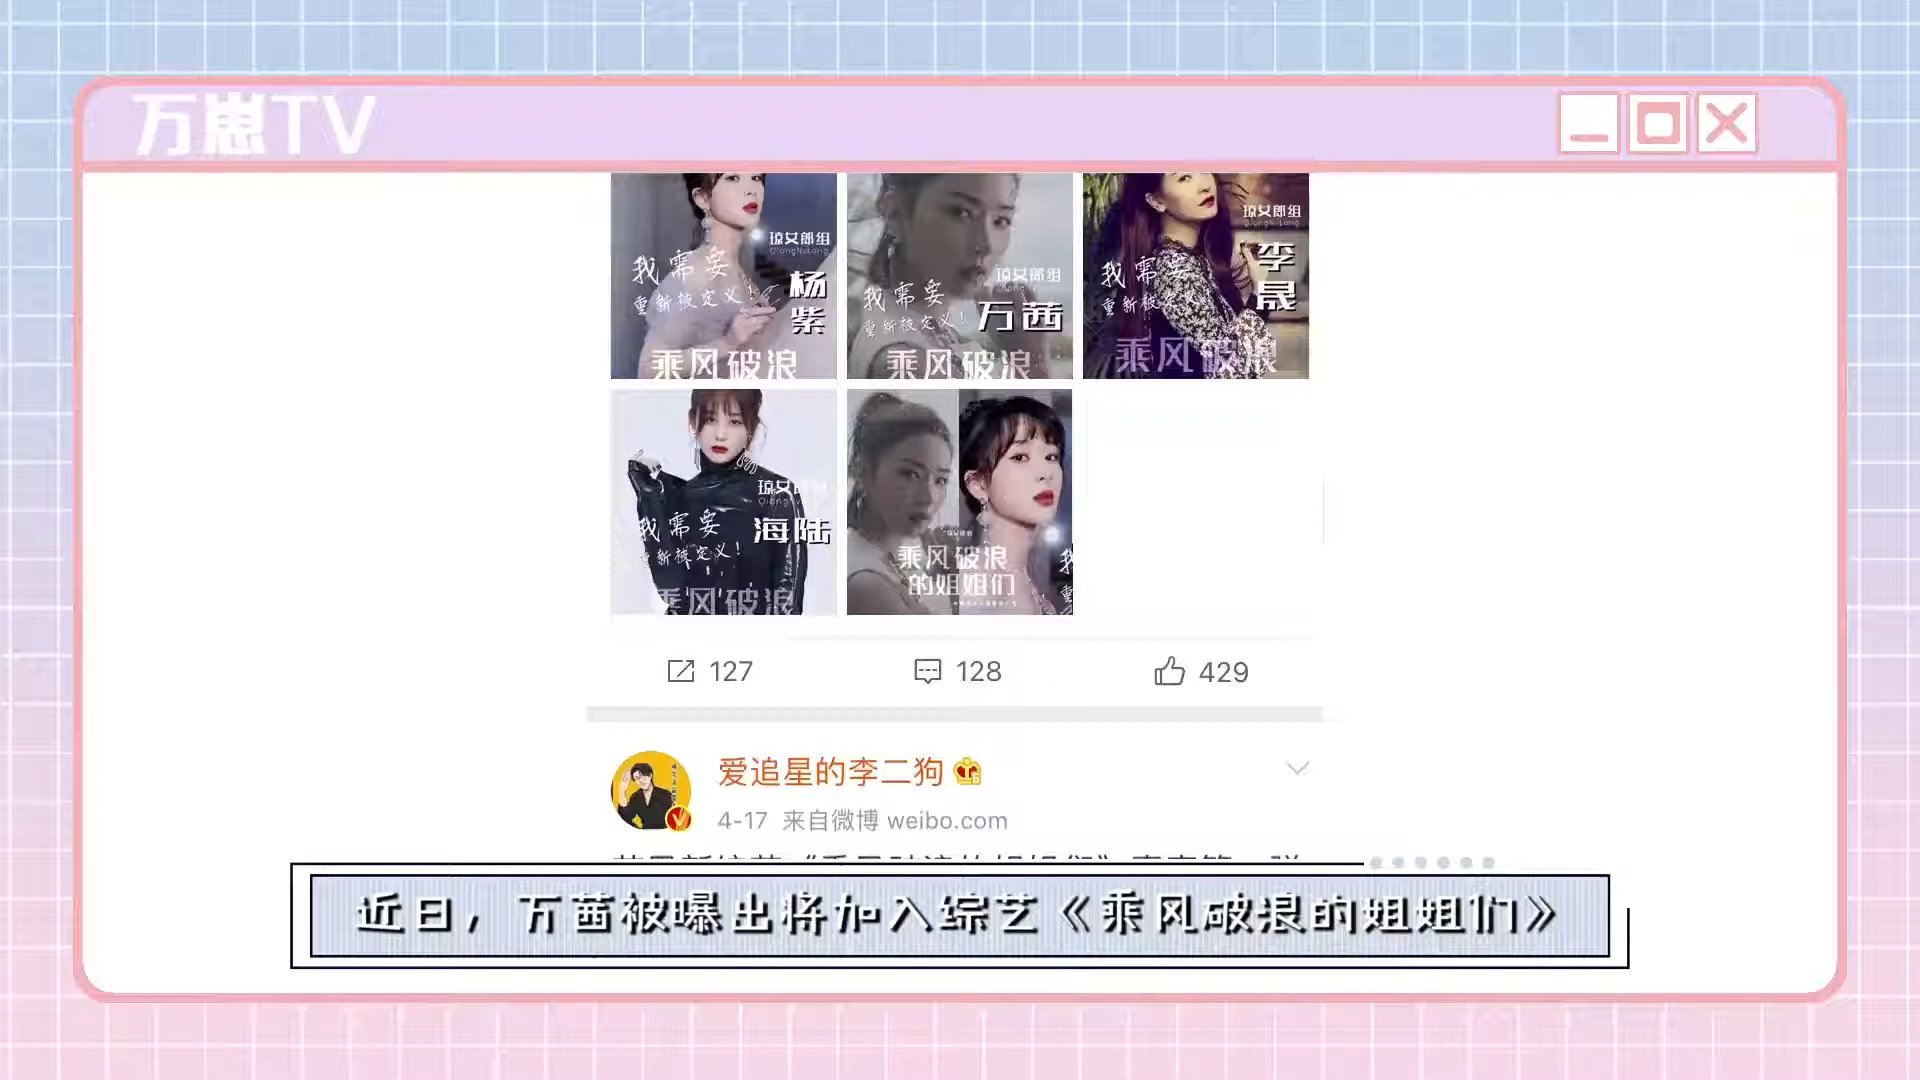 万崽TV
琼女郎组
QiongNvLang
我需要
重新被定义!
杨紫
乘风破浪
琼女郎组
我需要
重新被定义!
万茜
乘风破浪
琼女郎组
QiongNvLang
我需要
重新被定义!
李晟
乘风破浪
我需要
重新被定义!
海陆
乘风破浪
乘风破浪
的姐姐们
我
127
128
429
爱追星的李二狗
4-17 来自微博 weibo.com
近日，万茜被曝出将加入综艺《乘风破浪的姐姐们》